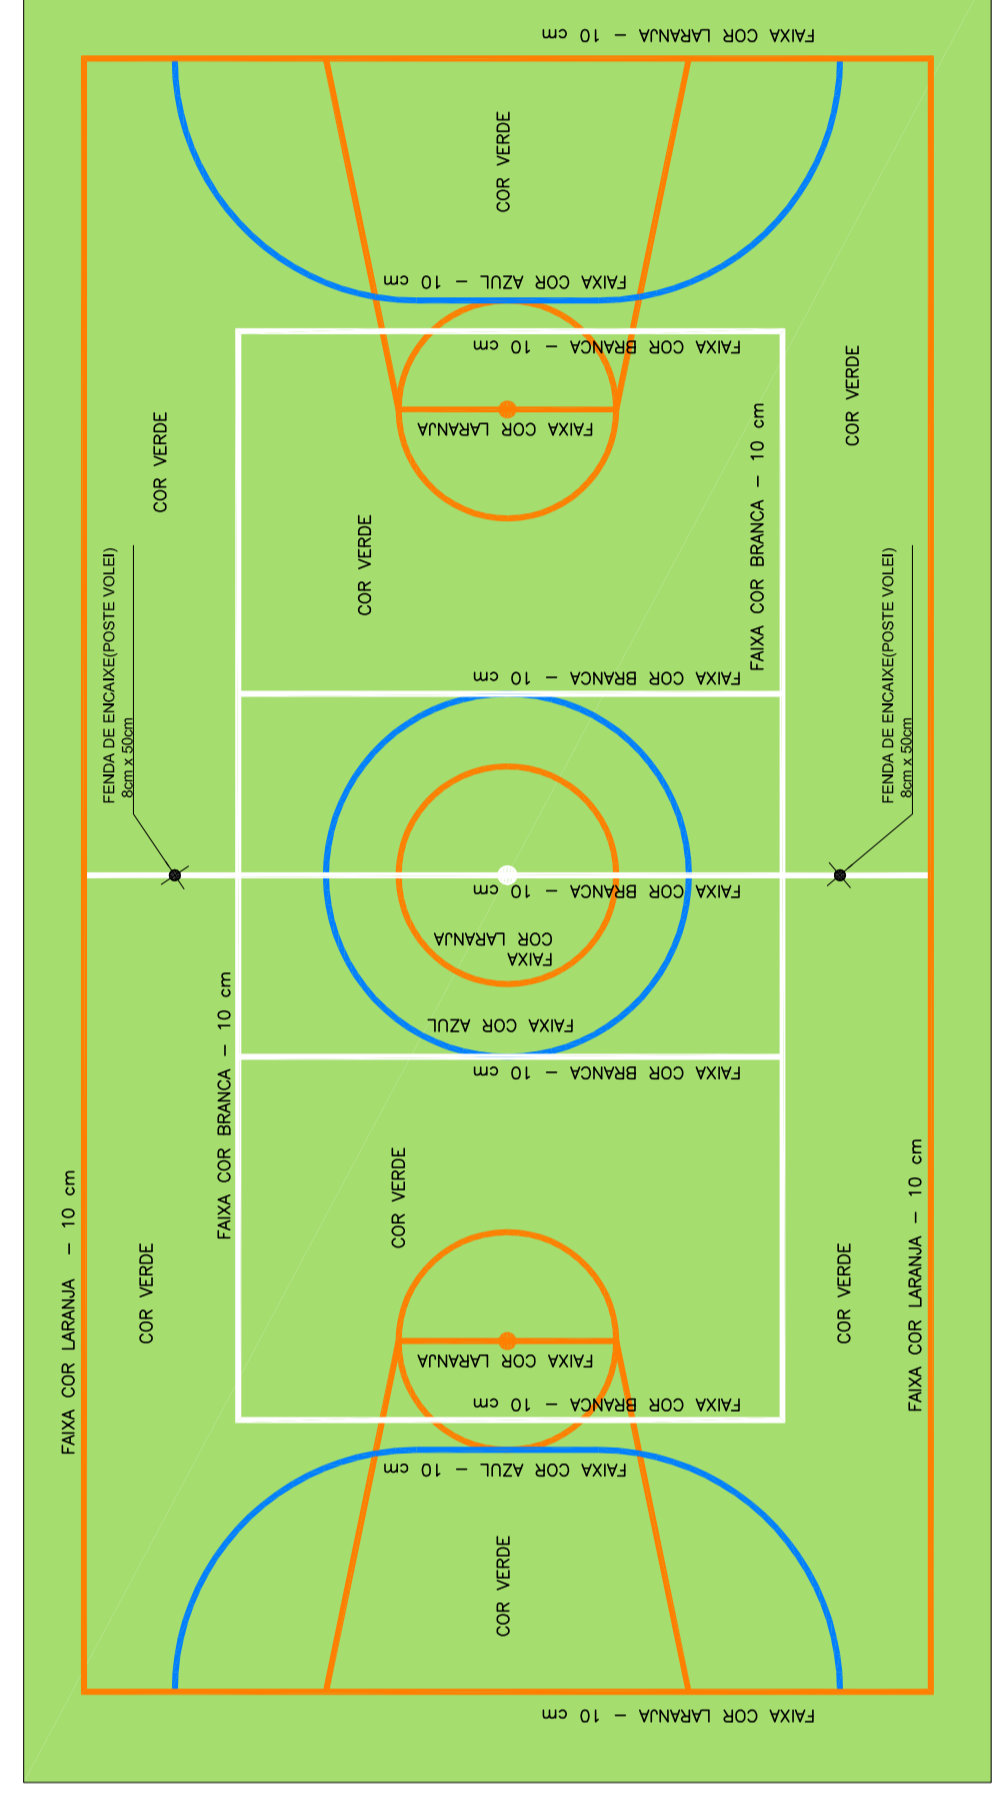 FAIXA COR LARANJA - 10 cm
COR VERDE
FAIXA COR AZUL - 10 cm
FAIXA COR BRANCA - 10 cm
COR VERDE
COR VERDE
FAIXA COR LARANJA
FAIXA COR BRANCA - 10 cm
COR VERDE
FENDA DE ENCAIXE(POSTE VOLEI)
8cm x 50cm
FENDA DE ENCAIXE(POSTE VOLEI)
8cm x 50cm
FAIXA COR BRANCA - 10 cm
FAIXA COR BRANCA - 10 cm
FAIXA
COR LARANJA
FAIXA COR BRANCA - 10 cm
FAIXA COR AZUL
FAIXA COR BRANCA - 10 cm
COR VERDE
FAIXA COR LARANJA - 10 cm
FAIXA COR LARANJA - 10 cm
COR VERDE
COR VERDE
FAIXA COR LARANJA
FAIXA COR BRANCA - 10 cm
FAIXA COR AZUL - 10 cm
COR VERDE
FAIXA COR LARANJA - 10 cm